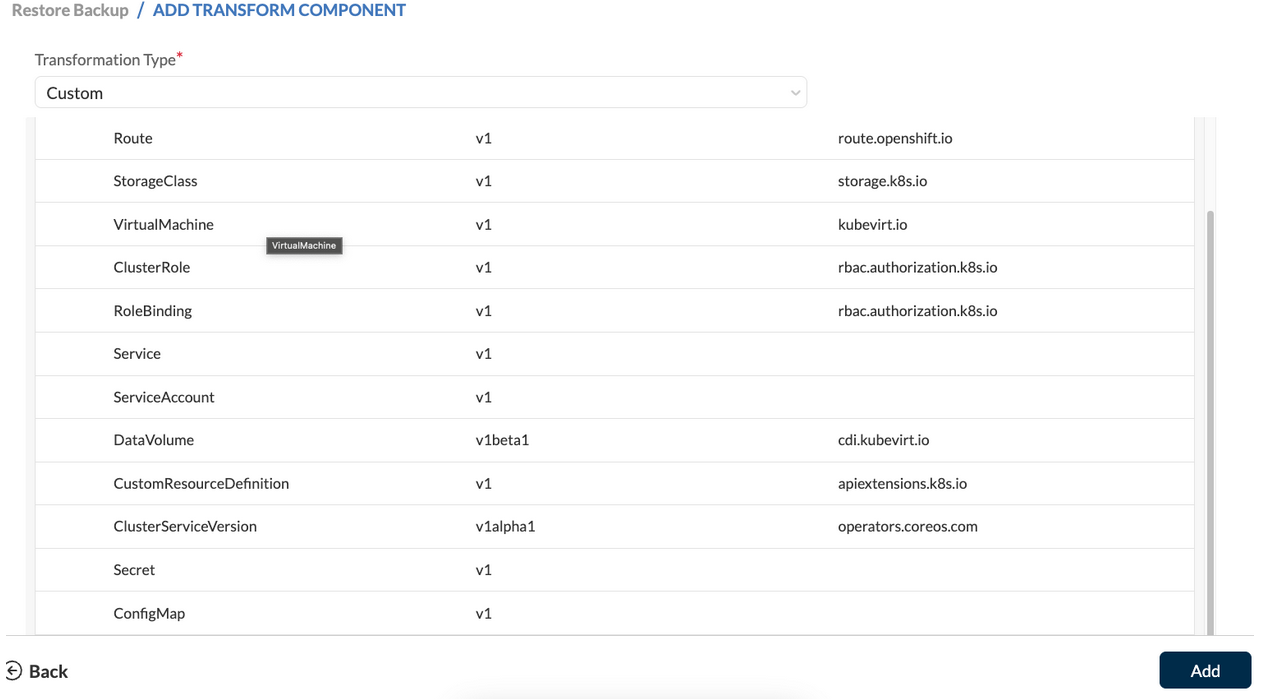 Restore Backup / ADD TRANSFORM COMPONENT
Transformation Type*
Custom
Route v1 route.openshift.io
StorageClass v1 storage.k8s.io
VirtualMachine v1 kubevirt.io
VirtualMachine
ClusterRole v1 rbac.authorization.k8s.io
RoleBinding v1 rbac.authorization.k8s.io
Service v1
ServiceAccount v1
DataVolume v1beta1 cdi.kubevirt.io
CustomResourceDefinition v1 apiextensions.k8s.io
ClusterServiceVersion v1alpha1 operators.coreos.com
Secret v1
ConfigMap v1
Back Add